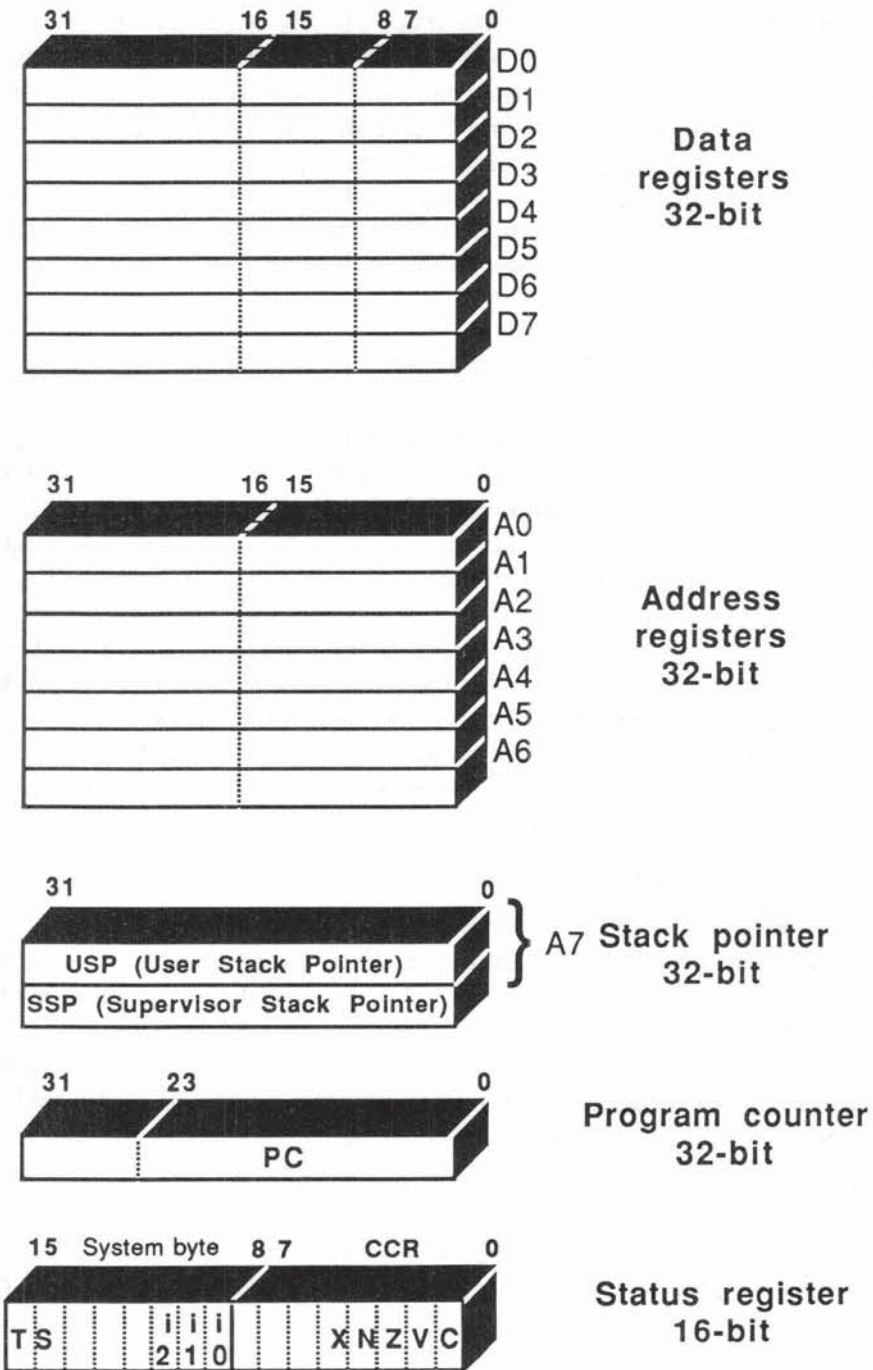 31 16 15 8 7 0
D0
D1
D2
D3
D4
D5
D6
D7
Data
registers
32-bit
31 16 15 0
A0
A1
A2
A3
A4
A5
A6
Address
registers
32-bit
31 0
USP (User Stack Pointer)
SSP (Supervisor Stack Pointer)
} A7 Stack pointer
32-bit
31 23 0
PC
Program counter
32-bit
15 System byte 8 7 CCR 0
T S i2 i1 i0 X N Z V C
Status register
16-bit